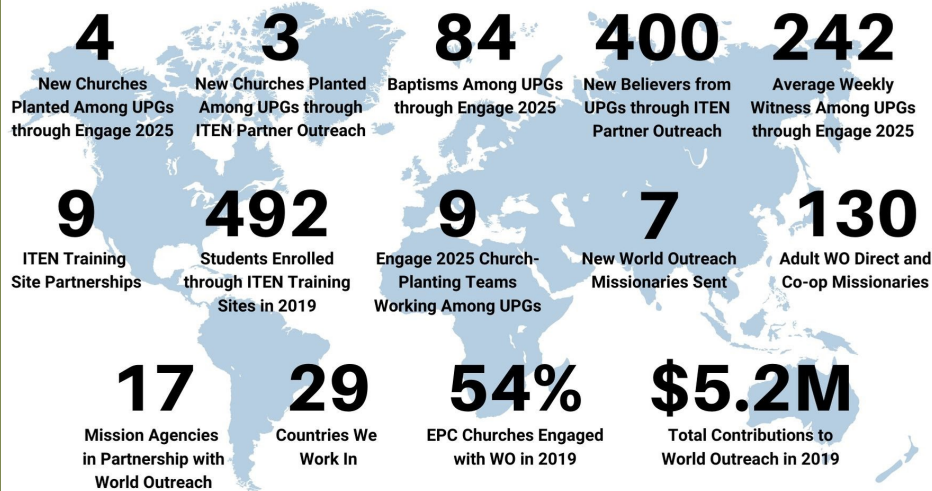 4
New Churches
Planted Among UPGs
through Engage 2025
3
New Churches Planted
Among UPGs through
ITEN Partner Outreach
84
Baptisms Among UPGs
through Engage 2025
400
New Believers from
UPGs through ITEN
Partner Outreach
242
Average Weekly
Witness Among UPGs
through Engage 2025
9
ITEN Training
Site Partnerships
492
Students Enrolled
through ITEN Training
Sites in 2019
9
Engage 2025 Church-
Planting Teams
Working Among UPGs
7
New World Outreach
Missionaries Sent
130
Adult WO Direct and
Co-op Missionaries
17
Mission Agencies
in Partnership with
World Outreach
29
Countries We
Work In
54%
EPC Churches Engaged
with WO in 2019
$5.2M
Total Contributions to
World Outreach in 2019